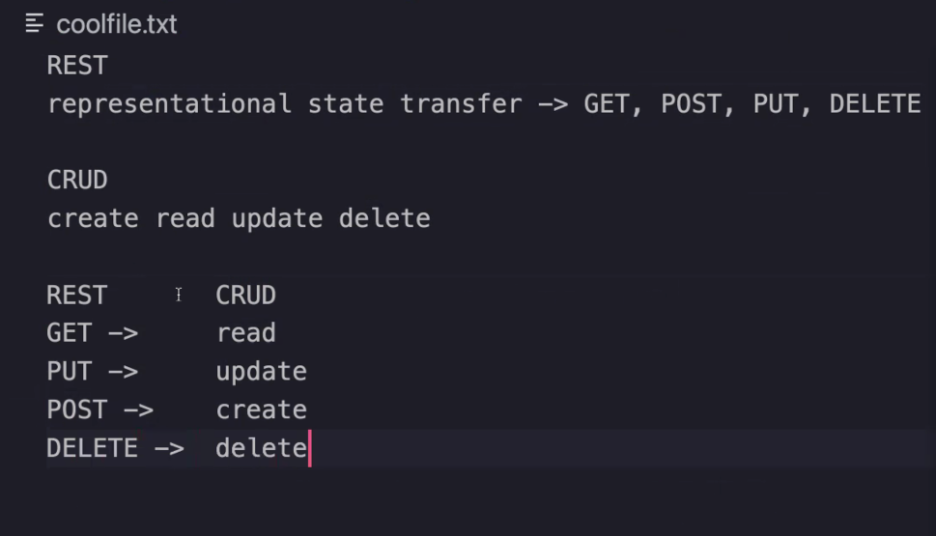 coolfile.txt
REST
representational state transfer –> GET, POST, PUT, DELETE
CRUD
create read update delete
REST CRUD
GET –> read
PUT –> update
POST –> create
DELETE –> delete